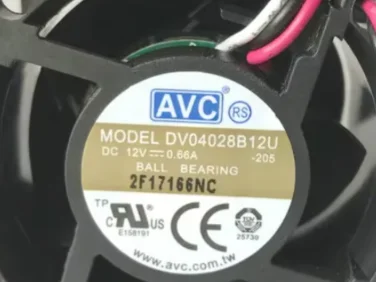 AVC RS
MODEL DV04028B12U
DC 12V 0.66A -205
BALL BEARING
2F17166NC
TP
C US CE
E158191 25730
www.avc.com.tw